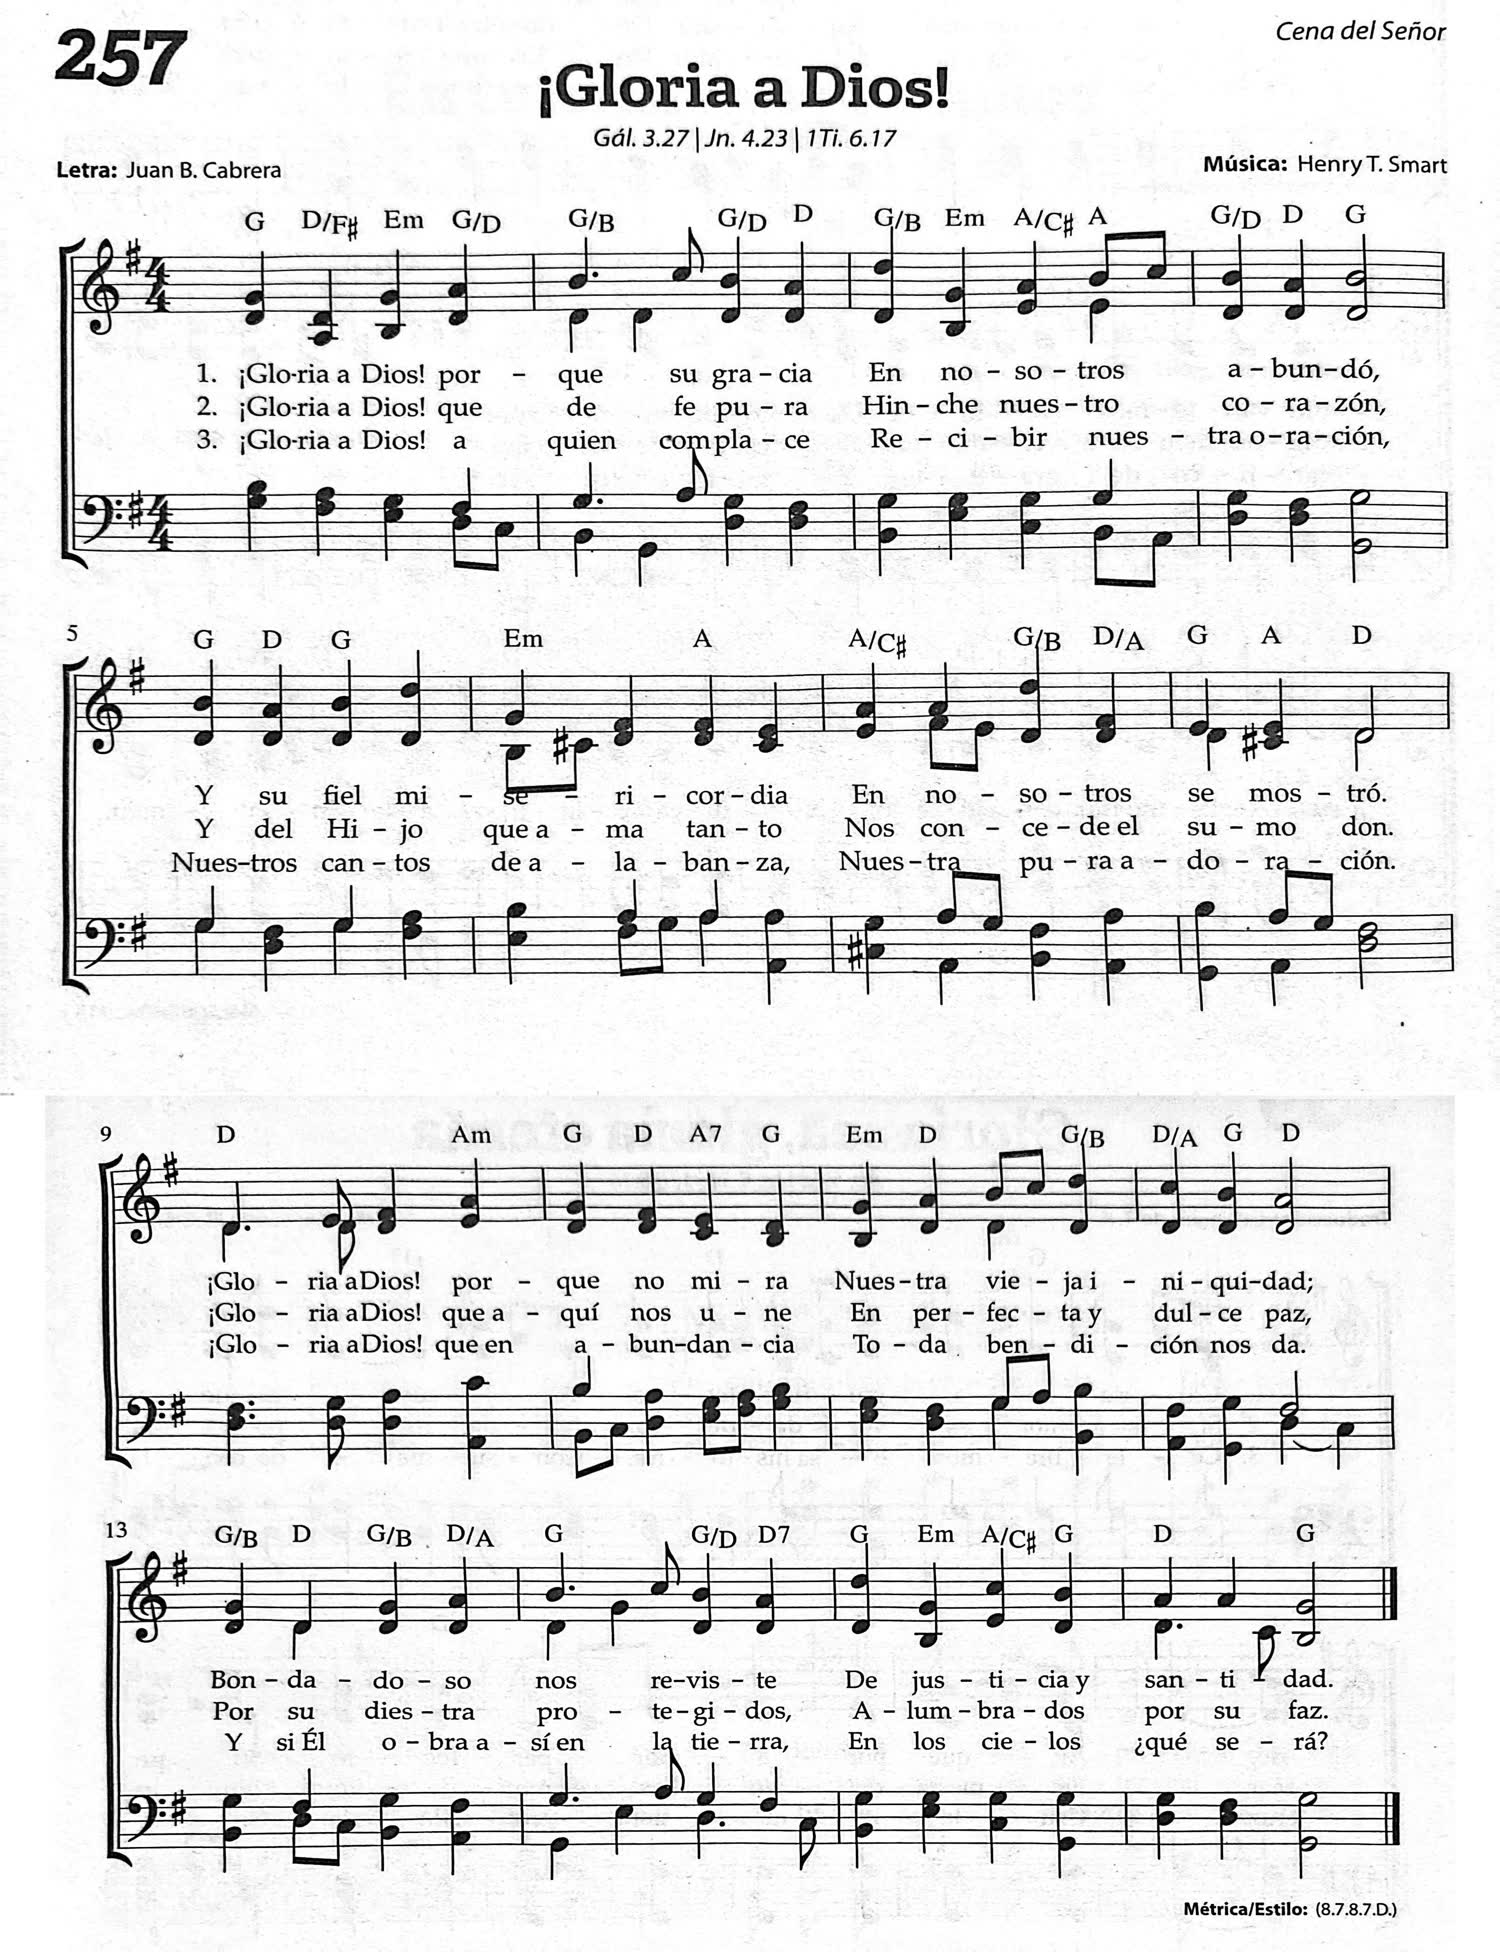 257
Cena del Señor
¡Gloria a Dios!
Gál. 3.27 | Jn. 4.23 | 1Ti. 6.17
Letra: Juan B. Cabrera
Música: Henry T. Smart
G D/F# Em G/D G/B G/D D G/B Em A/C# A G/D D G
1. ¡Glo-ria a Dios! por – que su gra – cia En no – so – tros a – bun – dó,
2. ¡Glo-ria a Dios! que de fe pu – ra Hin – che nues – tro co – ra – zón,
3. ¡Glo-ria a Dios! a quien compla – ce Re – ci – bir nues – tra o – ra – ción,
5
G D G Em A A/C# G/B D/A G A D
Y su fiel mi – se – ri – cor – dia En no – so – tros se mos – tró.
Y del Hi – jo que a – ma tan – to Nos con – ce – de el su – mo don.
Nues – tros can – tos de a – la – ban – za, Nues – tra pu – ra a – do – ra – ción.
9
D Am G D A7 G Em D G/B D/A G D
¡Glo – ria a Dios! por – que no mi – ra Nues – tra vie – ja i – ni – qui – dad;
¡Glo – ria a Dios! que a – quí nos u – ne En per – fec – ta y dul – ce paz,
¡Glo – ria a Dios! que en a – bun – dan – cia To – da ben – di – ción nos da.
13
G/B D G/B D/A G G/D D7 G Em A/C# G D G
Bon – da – do – so nos re – vis – te De jus – ti – cia y san – ti – dad.
Por su dies – tra pro – te – gi – dos, A – lum – bra – dos por su faz.
Y si Él o – bra a – sí en la tie – rra, En los cie – los ¿qué se – rá?
Métrica/Estilo: (8.7.8.7.D.)